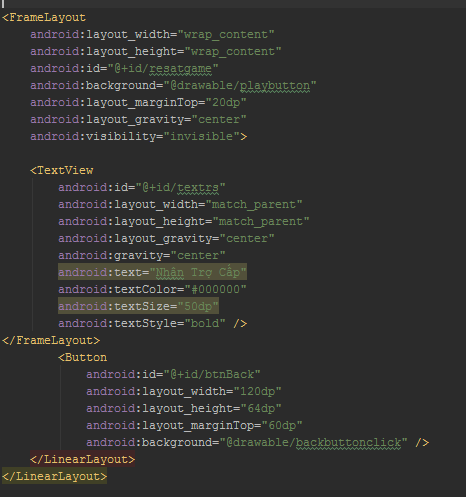 <FrameLayout
android:layout_width="wrap_content"
android:layout_height="wrap_content"
android:id="@+id/resatgame"
android:background="@drawable/playbutton"
android:layout_marginTop="20dp"
android:layout_gravity="center"
android:visibility="invisible">
<TextView
android:id="@+id/textrs"
android:layout_width="match_parent"
android:layout_height="match_parent"
android:layout_gravity="center"
android:gravity="center"
android:text="Nhận Trợ Cấp"
android:textColor="#000000"
android:textSize="50dp"
android:textStyle="bold" />
</FrameLayout>
<Button
android:id="@+id/btnBack"
android:layout_width="120dp"
android:layout_height="64dp"
android:layout_marginTop="60dp"
android:background="@drawable/backbuttonclick" />
</LinearLayout>
</LinearLayout>